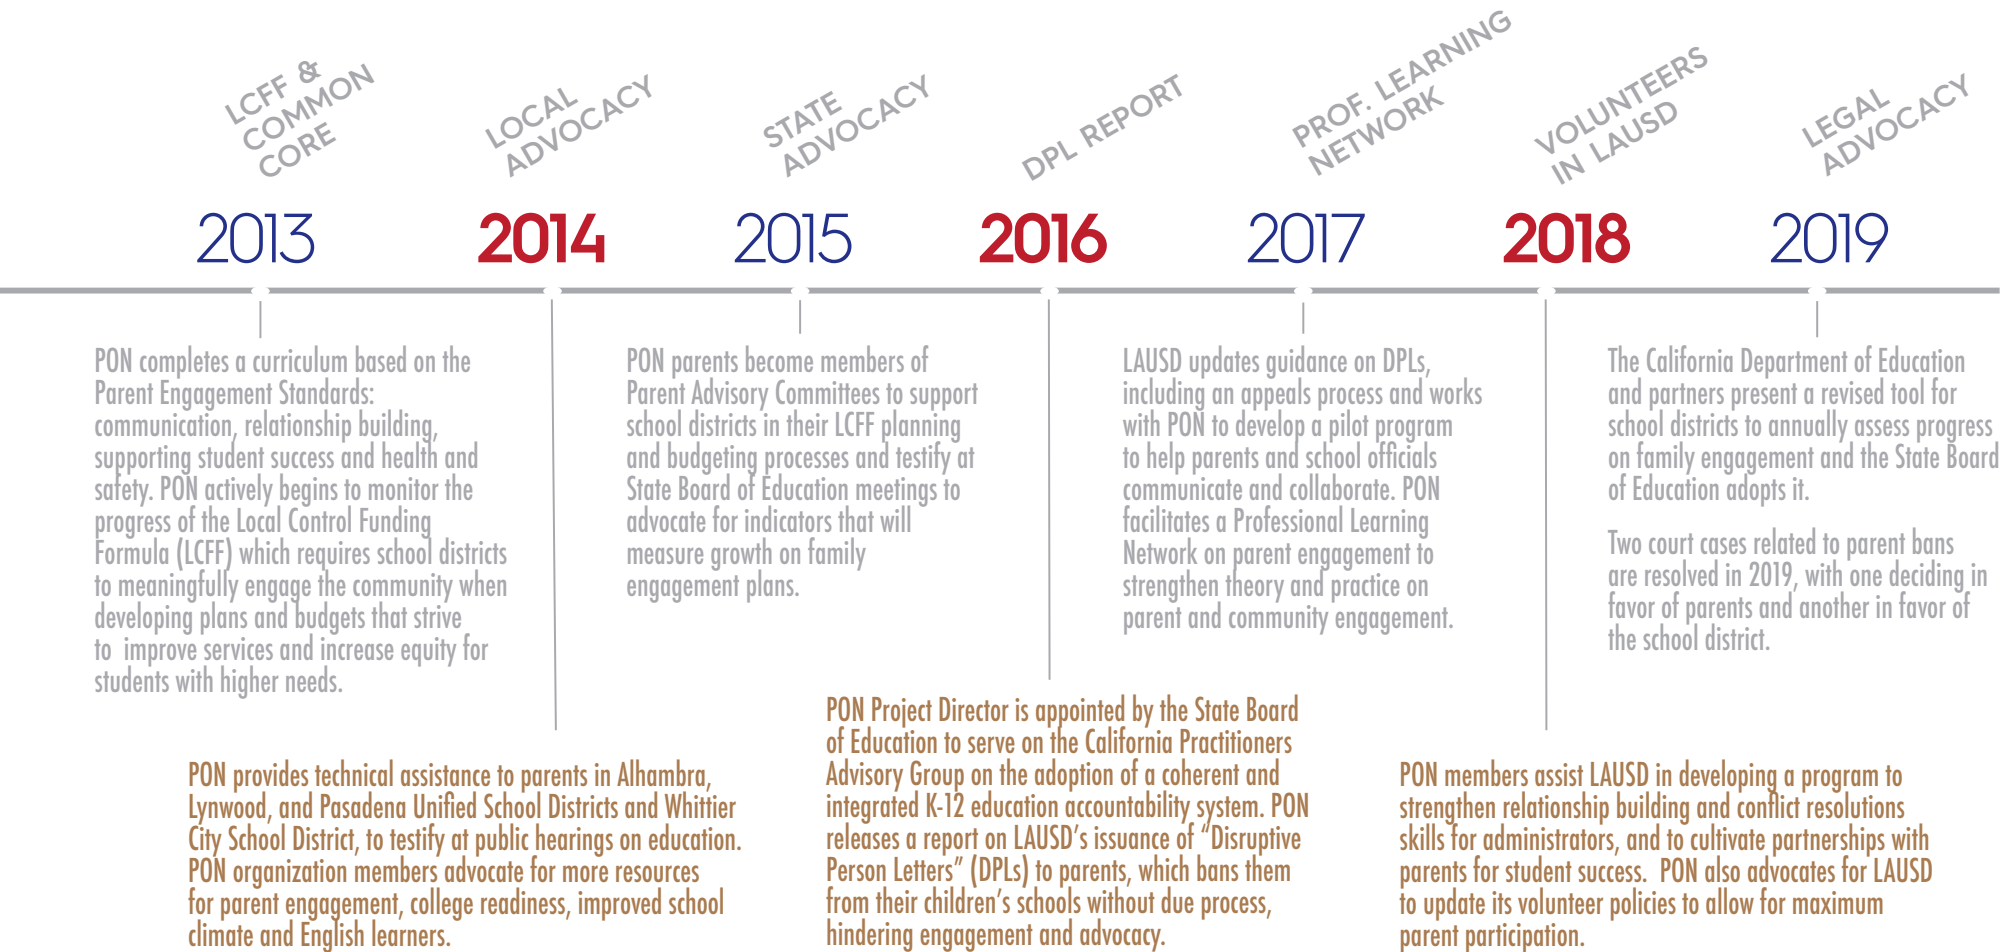 LCFF &
COMMON
CORE
2013
PON completes a curriculum based on the
Parent Engagement Standards:
communication, relationship building,
supporting student success and health and
safety. PON actively begins to monitor the
progress of the Local Control Funding
Formula (LCFF) which requires school districts
to meaningfully engage the community when
developing plans and budgets that strive
to  improve services and increase equity for
students with higher needs.
LOCAL
ADVOCACY
2014
PON provides technical assistance to parents in Alhambra,
Lynwood, and Pasadena Unified School Districts and Whittier
City School District, to testify at public hearings on education.
PON organization members advocate for more resources
for parent engagement, college readiness, improved school
climate and English learners.
STATE
ADVOCACY
2015
PON parents become members of
Parent Advisory Committees to support
school districts in their LCFF planning
and budgeting processes and testify at
State Board of Education meetings to
advocate for indicators that will
measure growth on family
engagement plans.
DPL REPORT
2016
PON Project Director is appointed by the State Board
of Education to serve on the California Practitioners
Advisory Group on the adoption of a coherent and
integrated K-12 education accountability system. PON
releases a report on LAUSD's issuance of "Disruptive
Person Letters" (DPLs) to parents, which bans them
from their children's schools without due process,
hindering engagement and advocacy.
PROF. LEARNING
NETWORK
2017
LAUSD updates guidance on DPLs,
including an appeals process and works
with PON to develop a pilot program
to help parents and school officials
communicate and collaborate. PON
facilitates a Professional Learning
Network on parent engagement to
strengthen theory and practice on
parent and community engagement.
VOLUNTEERS
IN LAUSD
2018
PON members assist LAUSD in developing a program to
strengthen relationship building and conflict resolutions
skills for administrators, and to cultivate partnerships with
parents for student success.  PON also advocates for LAUSD
to update its volunteer policies to allow for maximum
parent participation.
LEGAL
ADVOCACY
2019
The California Department of Education
and partners present a revised tool for
school districts to annually assess progress
on family engagement and the State Board
of Education adopts it.
Two court cases related to parent bans
are resolved in 2019, with one deciding in
favor of parents and another in favor of
the school district.